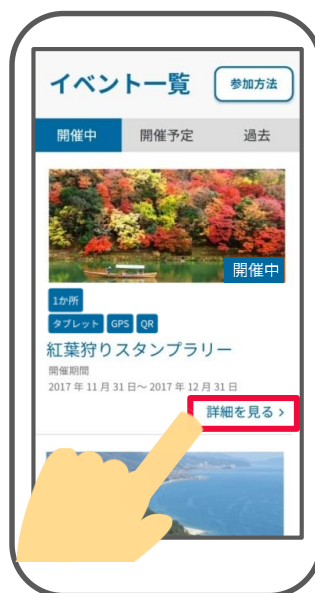 イベント一覧
参加方法
開催中 開催予定 過去
開催中
1か所
タブレット GPS QR
紅葉狩りスタンプラリー
開催期間
2017 年 11 月 31 日～ 2017 年 12 月 31 日
詳細を見る ›